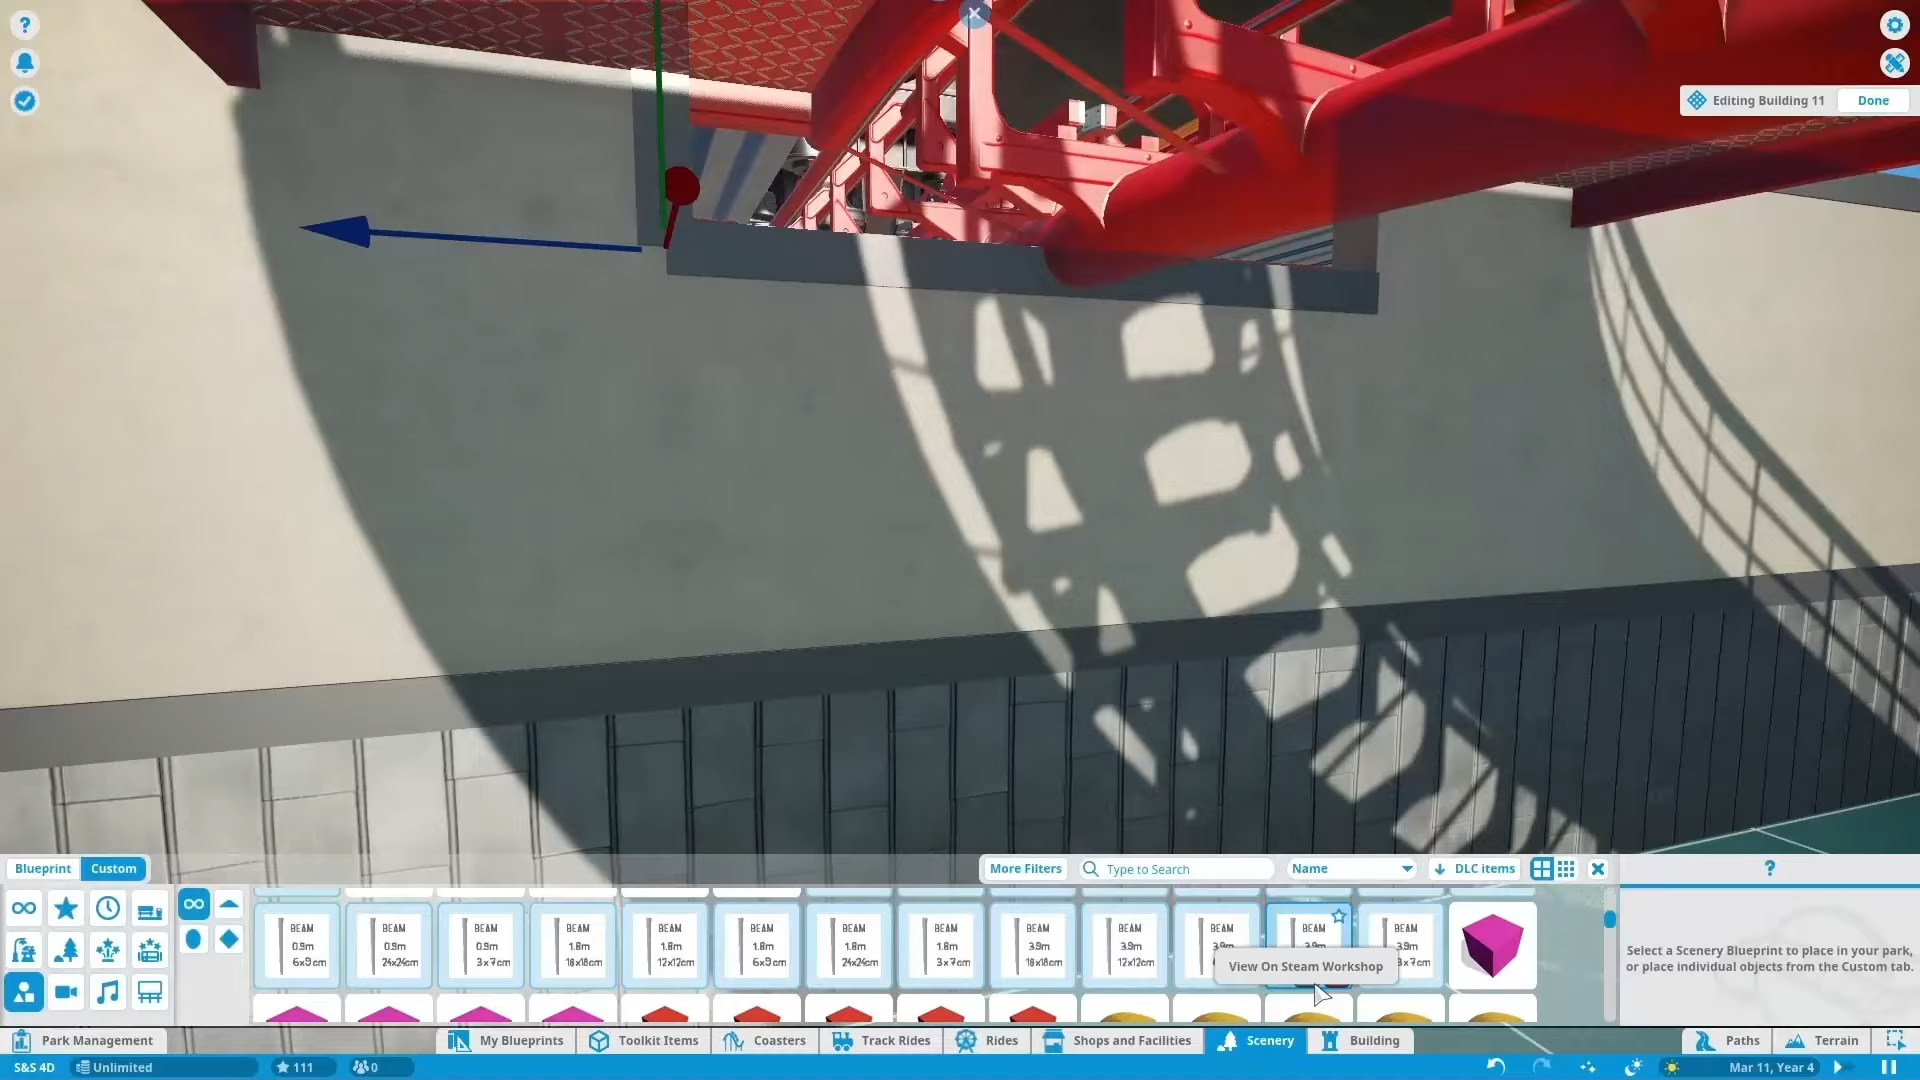 ?
Editing Building 11
Done
Blueprint
Custom
More Filters
Type to Search
Name
DLC items
?
BEAM 0.9m 6x9cm
BEAM 0.9m 24x24cm
BEAM 0.9m 3x7cm
BEAM 1.8m 18x18cm
BEAM 1.8m 12x12cm
BEAM 1.8m 6x9cm
BEAM 1.8m 24x24cm
BEAM 1.8m 3x7cm
BEAM 3.9m 18x18cm
BEAM 3.9m 12x12cm
BEAM 3.9m
BEAM 3.9m
BEAM 3.9m 3x7cm
View On Steam Workshop
Select a Scenery Blueprint to place in your park,
or place individual objects from the Custom tab.
Park Management
My Blueprints
Toolkit Items
Coasters
Track Rides
Rides
Shops and Facilities
Scenery
Building
Paths
Terrain
S&S 4D
Unlimited
111
0
Mar 11, Year 4